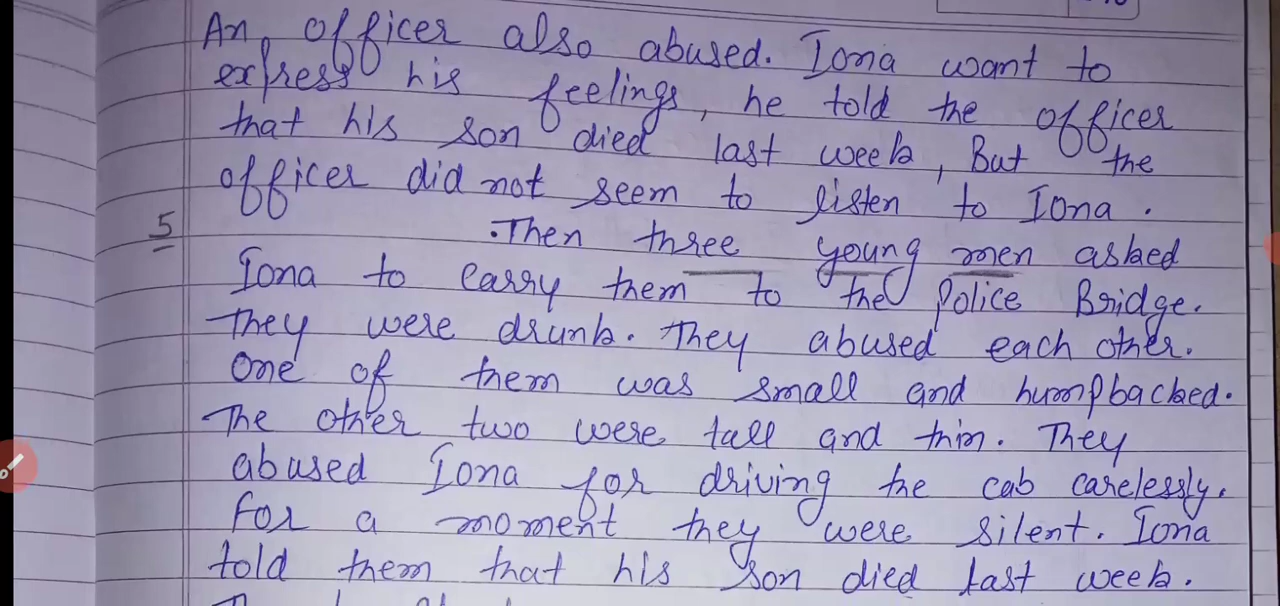 An officer also abused. Iona want to
express his feelings, he told the officer
that his son died last week, But the
officer did not seem to listen to Iona.
5 .Then three young men asked
Iona to carry them to the Police Bridge.
They were drunk. They abused each other.
One of them was small and humpbacked.
The other two were tall and thin. They
abused Iona for driving the cab carelessly.
For a moment they were silent. Iona
told them that his son died last week.